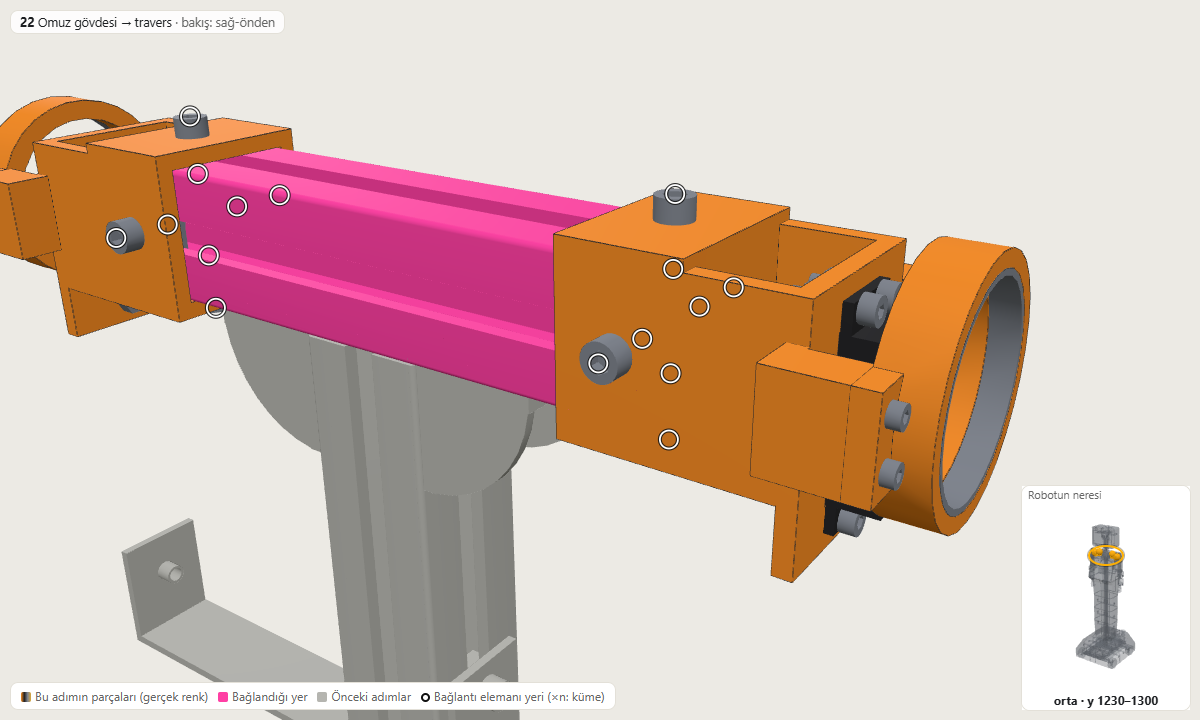 22 Omuz gövdesi → travers · bakış: sağ-önden
Robotun neresi
orta · y 1230–1300
Bu adımın parçaları (gerçek renk) Bağlandığı yer Önceki adımlar Bağlantı elemanı yeri (×n: küme)